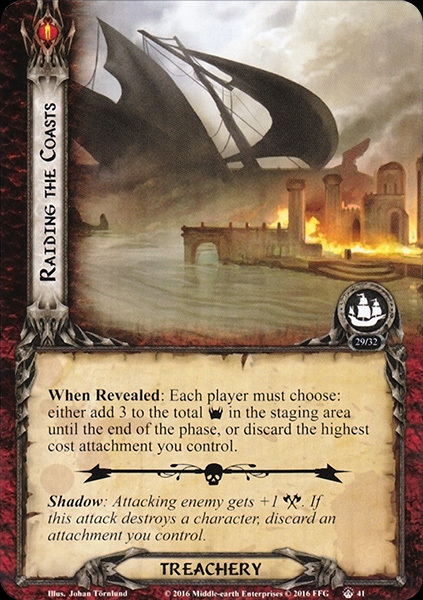 RAIDING THE COASTS
29/32
When Revealed: Each player must choose:
either add 3 to the total in the staging area
until the end of the phase, or discard the highest
cost attachment you control.
Shadow: Attacking enemy gets +1 . If
this attack destroys a character, discard an
attachment you control.
TREACHERY
Illus. Johan Törnlund © 2016 Middle-earth Enterprises © 2016 FFG 41